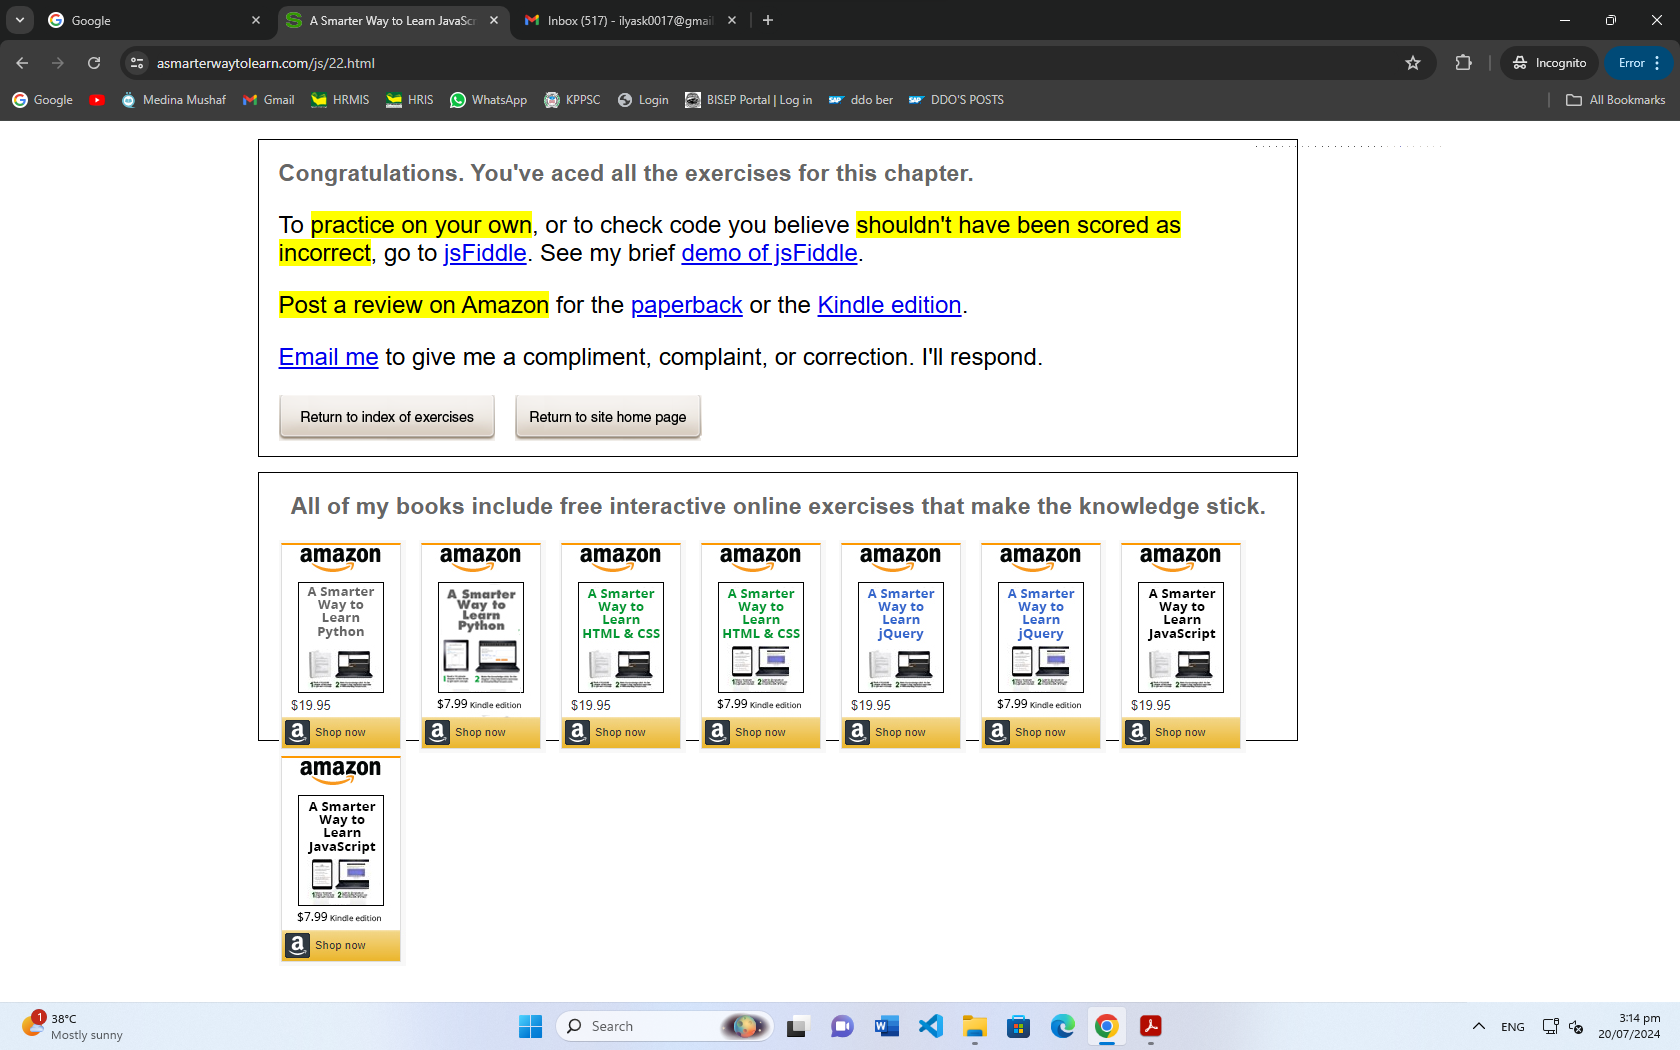 Google
A Smarter Way to Learn JavaScr
Inbox (517) - ilyask0017@gmail
asmarterwaytolearn.com/js/22.html
Incognito
Error
Google
Medina Mushaf
Gmail
HRMIS
HRIS
WhatsApp
KPPSC
Login
BISEP Portal | Log in
ddo ber
DDO'S POSTS
All Bookmarks
Congratulations. You've aced all the exercises for this chapter.
To practice on your own, or to check code you believe shouldn't have been scored as
incorrect, go to jsFiddle. See my brief demo of jsFiddle.
Post a review on Amazon for the paperback or the Kindle edition.
Email me to give me a compliment, complaint, or correction. I'll respond.
Return to index of exercises
Return to site home page
All of my books include free interactive online exercises that make the knowledge stick.
amazon
A Smarter
Way to
Learn
Python
$19.95
Shop now
amazon
A Smarter
Way to
Learn
Python
$7.99 Kindle edition
Shop now
amazon
A Smarter
Way to
Learn
HTML & CSS
$19.95
Shop now
amazon
A Smarter
Way to
Learn
HTML & CSS
$7.99 Kindle edition
Shop now
amazon
A Smarter
Way to
Learn
jQuery
$19.95
Shop now
amazon
A Smarter
Way to
Learn
jQuery
$7.99 Kindle edition
Shop now
amazon
A Smarter
Way to
Learn
JavaScript
$19.95
Shop now
amazon
A Smarter
Way to
Learn
JavaScript
$7.99 Kindle edition
Shop now
1
38°C
Mostly sunny
Search
ENG
3:14 pm
20/07/2024